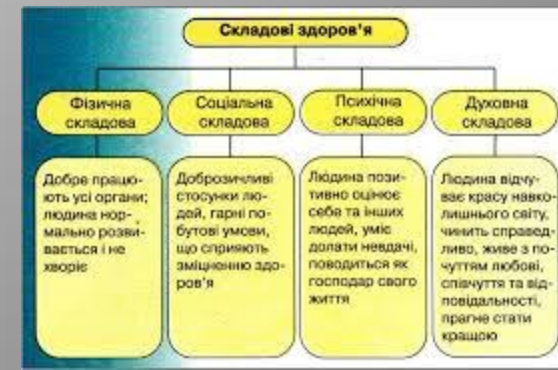 Складові здоров'я
Фізична
складова
Соціальна
складова
Психічна
складова
Духовна
складова
Добре працю-
ють усі органи;
людина нор-
мально розви-
вається і не
хворіє
Доброзичливі
стосунки лю-
дей, гарні по-
бутові умови,
що сприяють
зміцненню здо-
ров'я
Людина пози-
тивно оцінює
себе та інших
людей, уміє
долати невдачі,
поводиться як
господар свого
життя
Людина відчу-
ває красу навко-
лишнього світу,
чинить справед-
ливо, живе з по-
чуттям любові,
співчуття та від-
повідальності,
прагне стати
кращою